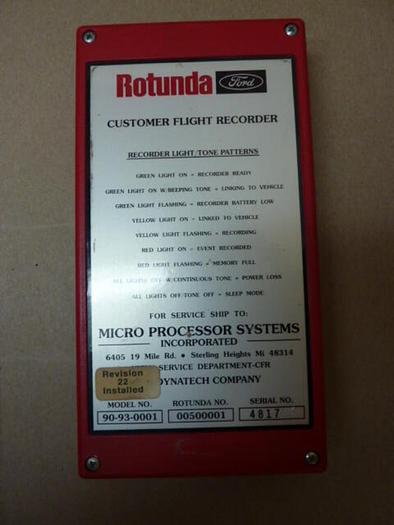 Rotunda Ford
CUSTOMER FLIGHT RECORDER
RECORDER LIGHT/TONE PATTERNS
GREEN LIGHT ON = RECORDER READY
GREEN LIGHT ON W/BEEPING TONE = LINKING TO VEHICLE
GREEN LIGHT FLASHING = RECORDER BATTERY LOW
YELLOW LIGHT ON = LINKED TO VEHICLE
YELLOW LIGHT FLASHING = RECORDING
RED LIGHT ON = EVENT RECORDED
RED LIGHT FLASHING = MEMORY FULL
ALL LIGHTS OFF W/CONTINUOUS TONE = POWER LOSS
ALL LIGHTS OFF/TONE OFF = SLEEP MODE
FOR SERVICE SHIP TO:
MICRO PROCESSOR SYSTEMS
INCORPORATED
6405 19 Mile Rd. • Sterling Heights Mi 48314
SERVICE DEPARTMENT-CFR
DYNATECH COMPANY
Revision
22
Installed
MODEL NO. ROTUNDA NO. SERIAL NO.
90-93-0001 00500001 4817